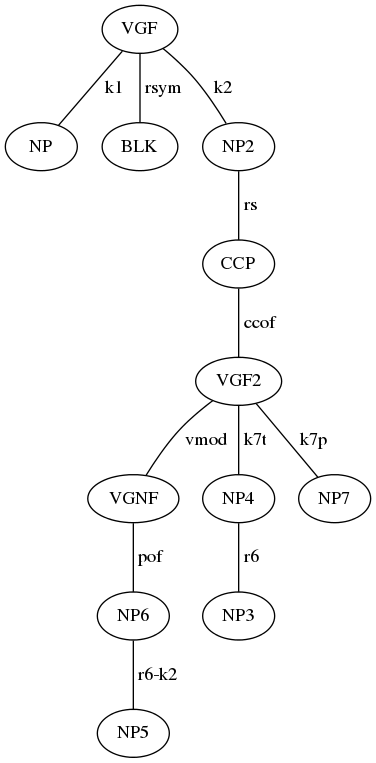 VGF
k1 rsym k2
NP BLK NP2
rs
CCP
ccof
VGF2
vmod k7t k7p
VGNF NP4 NP7
pof r6
NP6 NP3
r6-k2
NP5